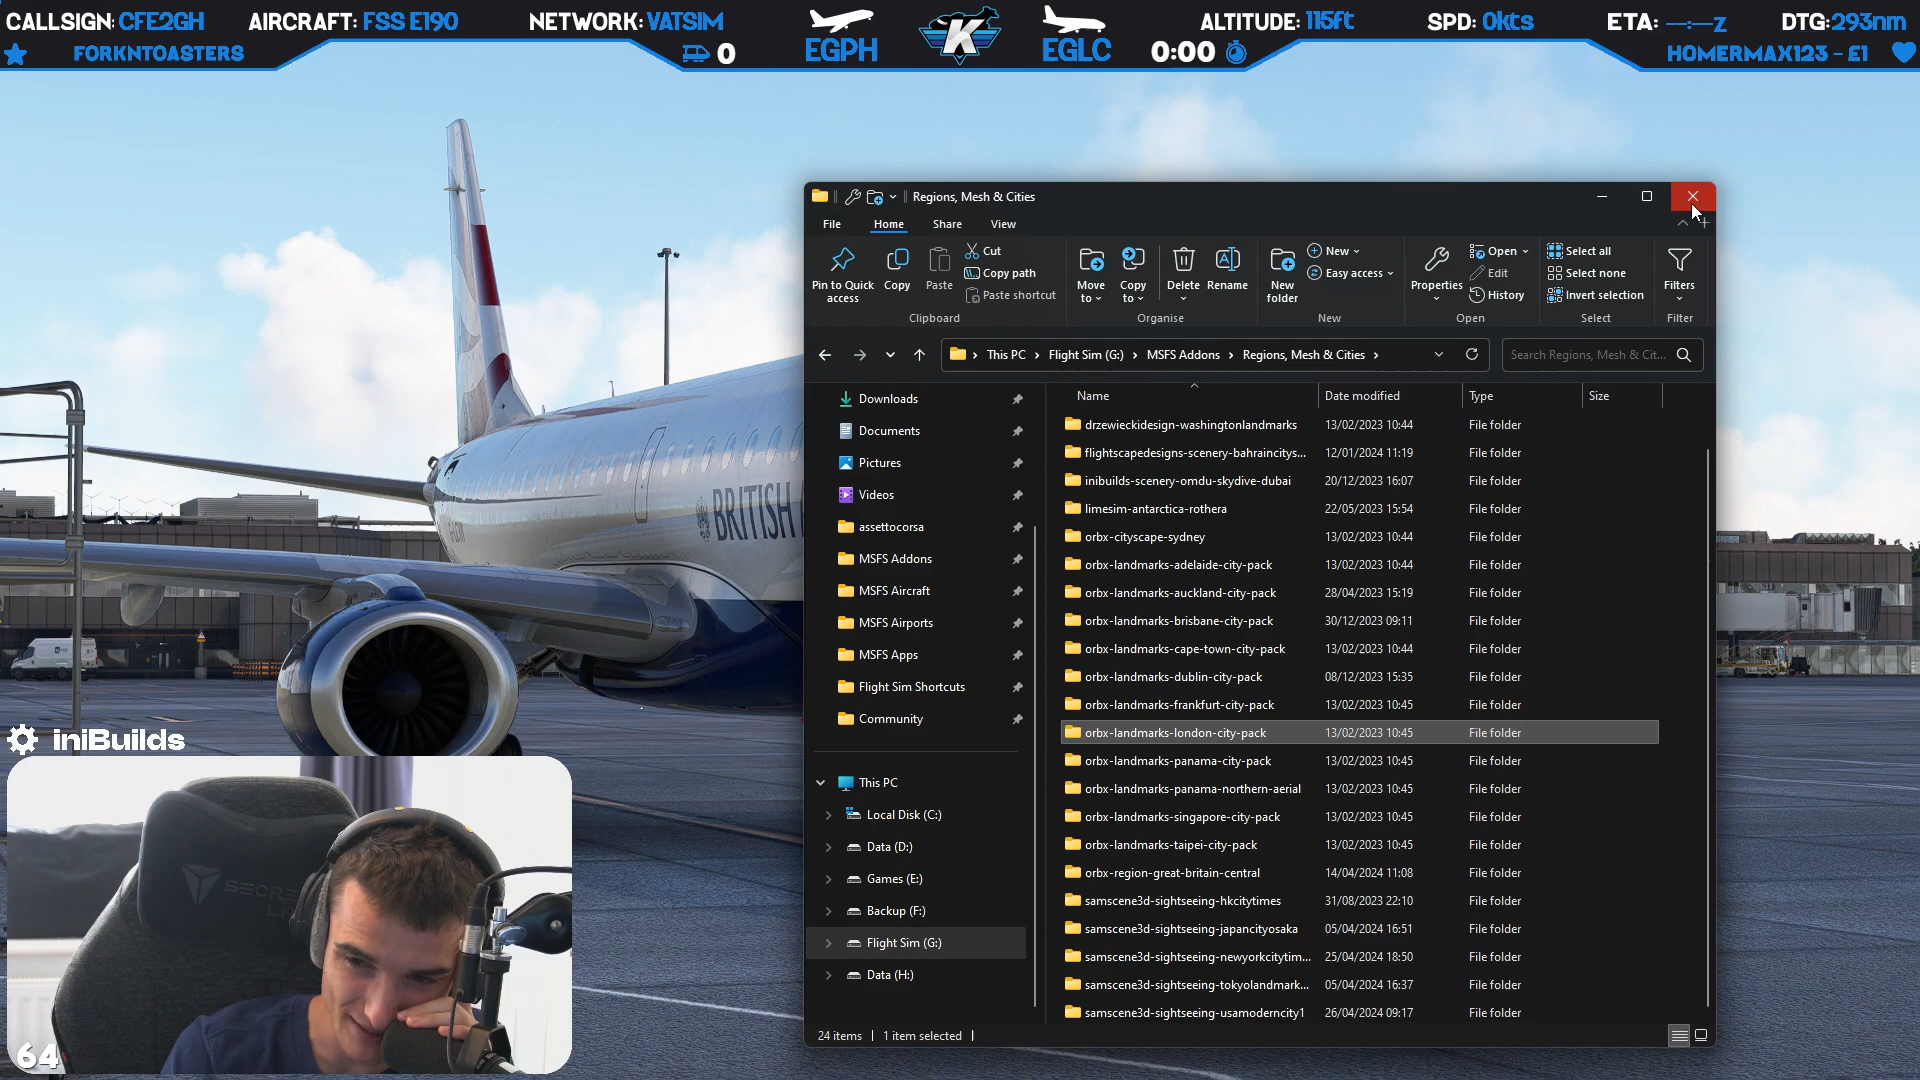 CALLSIGN: CFE2GH
AIRCRAFT: FSS E190
NETWORK: VATSIM
EGPH
K
EGLC
ALTITUDE: 115ft
SPD: 0kts
ETA: --:--Z
DTG:293nm
FORKNTOASTERS
0
0:00
HOMERMAX123 - £1
Regions, Mesh & Cities
File
Home
Share
View
Pin to Quick access
Copy
Paste
Cut
Copy path
Paste shortcut
Clipboard
Move to
Copy to
Delete
Rename
Organise
New folder
New
Easy access
New
Properties
Open
Edit
History
Open
Select all
Select none
Invert selection
Select
Filters
Filter
This PC > Flight Sim (G:) > MSFS Addons > Regions, Mesh & Cities >
Search Regions, Mesh & Cit...
Downloads
Documents
Pictures
Videos
assettocorsa
MSFS Addons
MSFS Aircraft
MSFS Airports
MSFS Apps
Flight Sim Shortcuts
Community
This PC
Local Disk (C:)
Data (D:)
Games (E:)
Backup (F:)
Flight Sim (G:)
Data (H:)
Name Date modified Type Size
drzewieckidesign-washingtonlandmarks 13/02/2023 10:44 File folder
flightscapedesigns-scenery-bahraincitys... 12/01/2024 11:19 File folder
inibuilds-scenery-omdu-skydive-dubai 20/12/2023 16:07 File folder
limesim-antarctica-rothera 22/05/2023 15:54 File folder
orbx-cityscape-sydney 13/02/2023 10:44 File folder
orbx-landmarks-adelaide-city-pack 13/02/2023 10:44 File folder
orbx-landmarks-auckland-city-pack 28/04/2023 15:19 File folder
orbx-landmarks-brisbane-city-pack 30/12/2023 09:11 File folder
orbx-landmarks-cape-town-city-pack 13/02/2023 10:44 File folder
orbx-landmarks-dublin-city-pack 08/12/2023 15:35 File folder
orbx-landmarks-frankfurt-city-pack 13/02/2023 10:45 File folder
orbx-landmarks-london-city-pack 13/02/2023 10:45 File folder
orbx-landmarks-panama-city-pack 13/02/2023 10:45 File folder
orbx-landmarks-panama-northern-aerial 13/02/2023 10:45 File folder
orbx-landmarks-singapore-city-pack 13/02/2023 10:45 File folder
orbx-landmarks-taipei-city-pack 13/02/2023 10:45 File folder
orbx-region-great-britain-central 14/04/2024 11:08 File folder
samscene3d-sightseeing-hkcitytimes 31/08/2023 22:10 File folder
samscene3d-sightseeing-japancityosaka 05/04/2024 16:51 File folder
samscene3d-sightseeing-newyorkcitytim... 25/04/2024 18:50 File folder
samscene3d-sightseeing-tokyolandmark... 05/04/2024 16:37 File folder
samscene3d-sightseeing-usamoderncity1 26/04/2024 09:17 File folder
24 items
1 item selected
BRITISH
iniBuilds
64